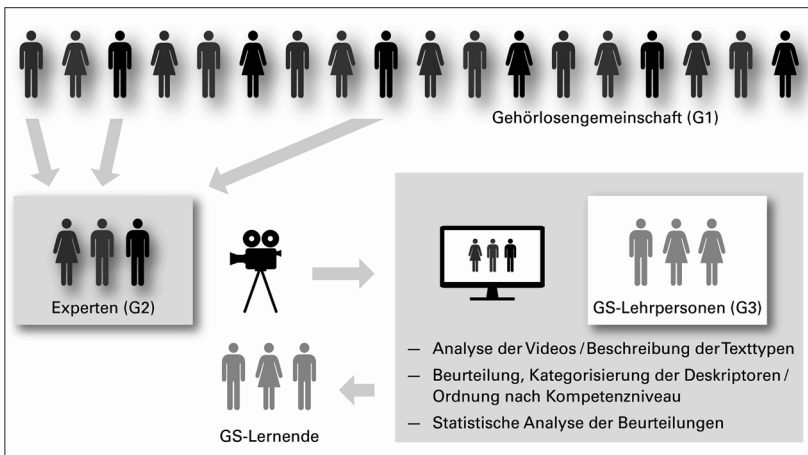 Gehörlosengemeinschaft (G1)
Experten (G2)
GS-Lehrpersonen (G3)
— Analyse der Videos / Beschreibung der Texttypen
— Beurteilung, Kategorisierung der Deskriptoren /
Ordnung nach Kompetenzniveau
— Statistische Analyse der Beurteilungen
GS-Lernende